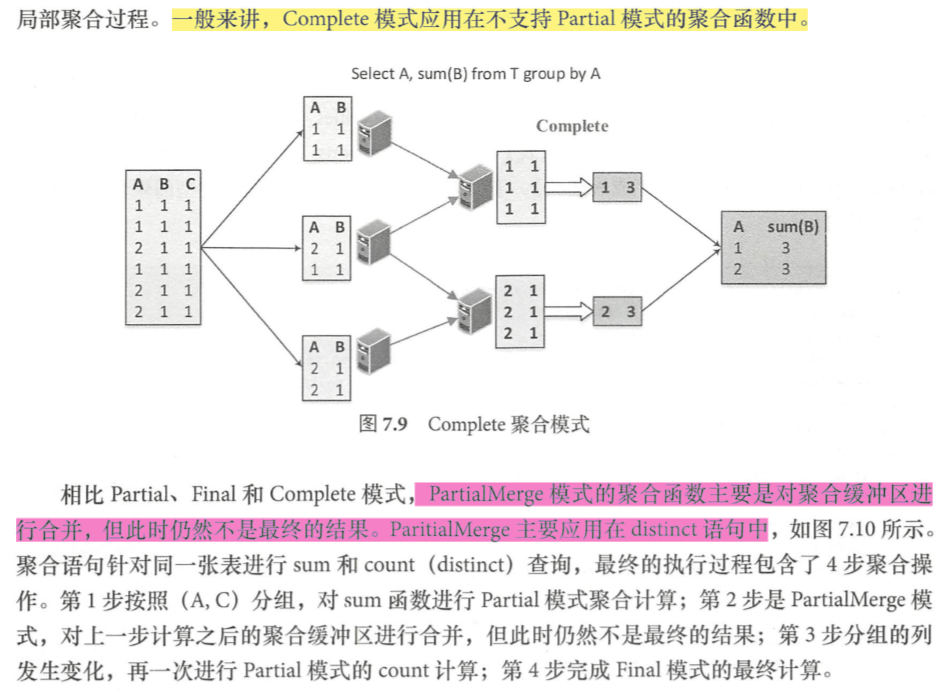 局部聚合过程。一般来讲，Complete 模式应用在不支持 Partial 模式的聚合函数中。
Select A, sum(B) from T group by A
A B
1 1
1 1
Complete
A B C
1 1 1
1 1 1
2 1 1
1 1 1
2 1 1
2 1 1
A B
2 1
1 1
A B
2 1
2 1
1 1
1 1
1 1
1 3
2 1
2 1
2 1
2 3
A sum(B)
1 3
2 3
图 7.9 Complete 聚合模式
相比 Partial、Final 和 Complete 模式，PartialMerge 模式的聚合函数主要是对聚合缓冲区进
行合并，但此时仍然不是最终的结果。ParitialMerge 主要应用在 distinct 语句中，如图 7.10 所示。
聚合语句针对同一张表进行 sum 和 count（distinct）查询，最终的执行过程包含了 4 步聚合操
作。第 1 步按照（A, C）分组，对 sum 函数进行 Partial 模式聚合计算；第 2 步是 PartialMerge 模
式，对上一步计算之后的聚合缓冲区进行合并，但此时仍然不是最终的结果；第 3 步分组的列
发生变化，再一次进行 Partial 模式的 count 计算；第 4 步完成 Final 模式的最终计算。